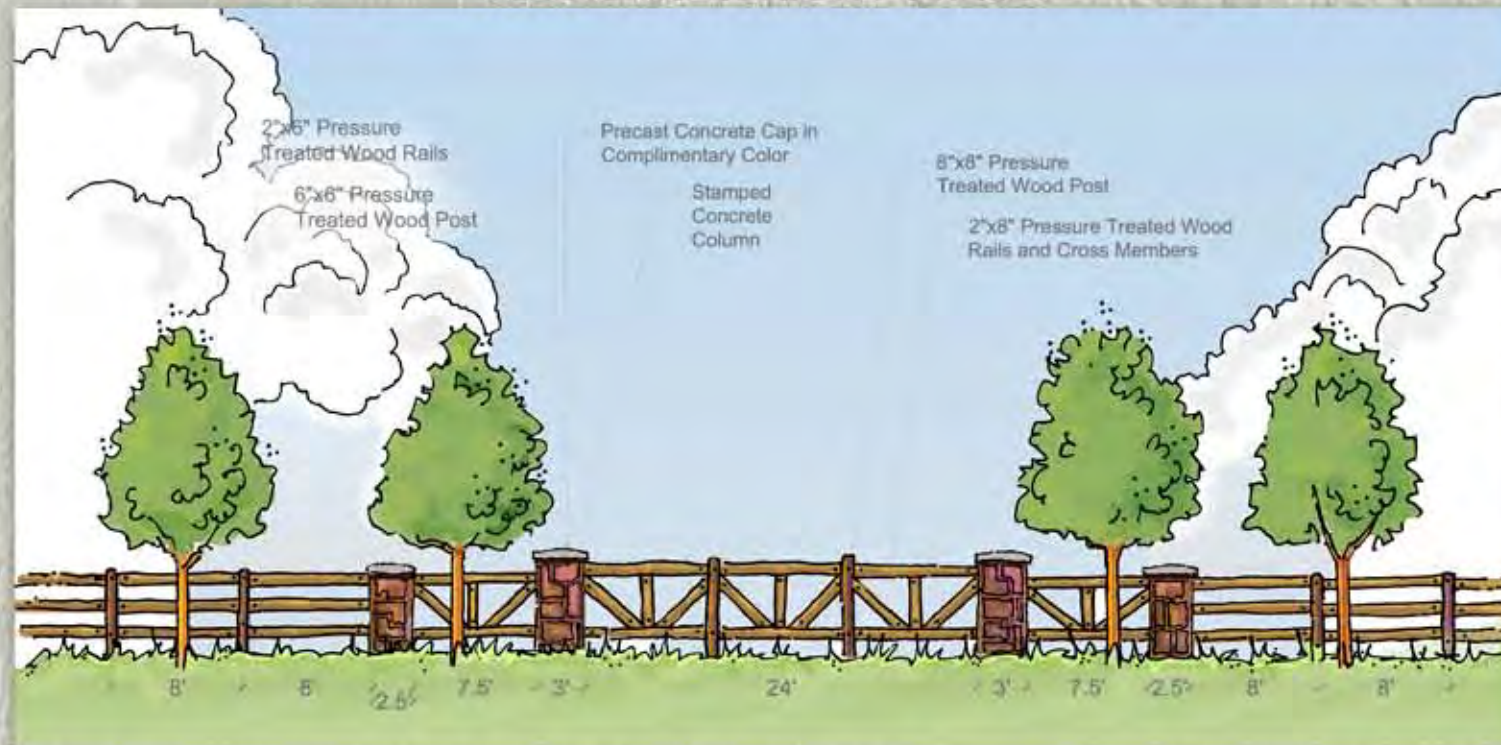 2"x6" Pressure
Treated Wood Rails
6"x6" Pressure
Treated Wood Post
Precast Concrete Cap in
Complimentary Color
Stamped
Concrete
Column
8"x8" Pressure
Treated Wood Post
2"x8" Pressure Treated Wood
Rails and Cross Members
8' 8' 2.5' 7.5' 3' 24' 3' 7.5' 2.5' 8' 8'